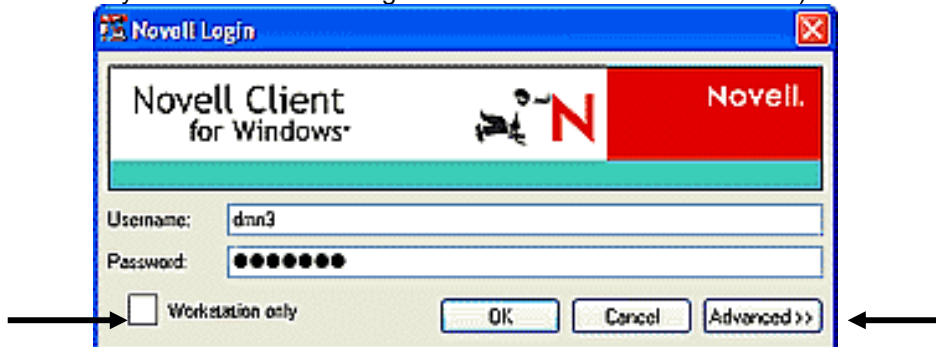 Novell Login
Novell Client
for Windows*
N
Novell.
Username: dmn3
Password:
Workstation only
OK Cancel Advanced >>